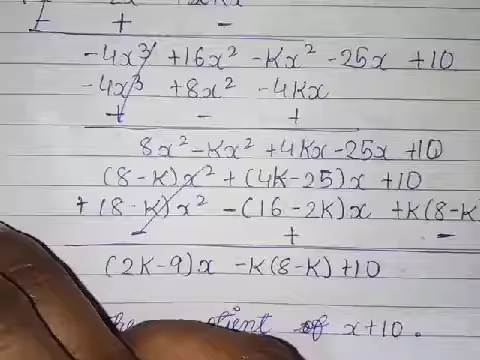 + -
-4x³ +16x² -Kx² -25x +10
-4x³ +8x² -4Kx
+ - +
8x² -Kx² +4Kx -25x +10
(8-K)x² +(4K-25)x +10
+(8-K)x² -(16-2K)x +K(8-K
- + -
(2K-9)x -K(8-K) +10
of x+10.